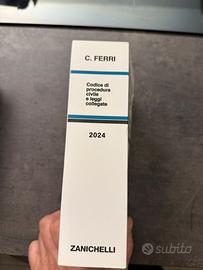 C. FERRI
Codice di
procedura
civile
e leggi
collegate
2024
ZANICHELLI
subito